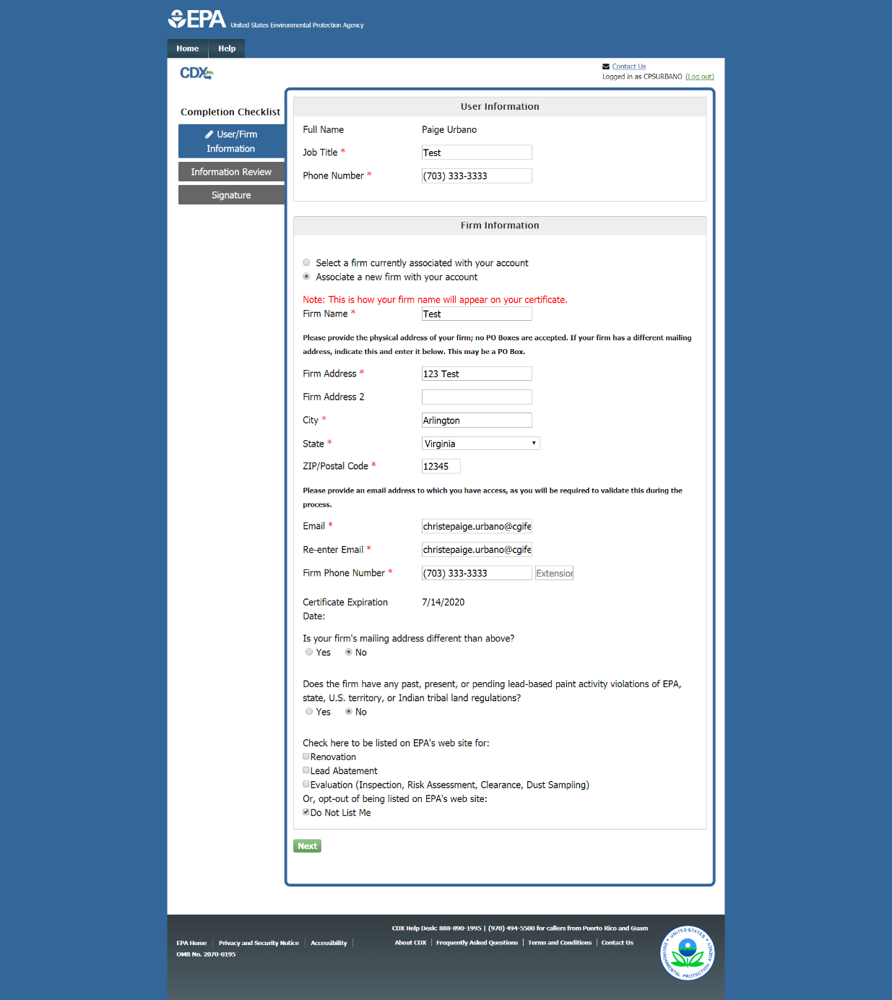 EPA United States Environmental Protection Agency
Home Help
CDX
Contact Us
Logged in as CPSURBANO (Log out)
Completion Checklist
User/Firm
Information
Information Review
Signature
User Information
Full Name Paige Urbano
Job Title * Test
Phone Number * (703) 333-3333
Firm Information
Select a firm currently associated with your account
Associate a new firm with your account
Note: This is how your firm name will appear on your certificate.
Firm Name * Test
Please provide the physical address of your firm; no PO Boxes are accepted. If your firm has a different mailing
address, indicate this and enter it below. This may be a PO Box.
Firm Address * 123 Test
Firm Address 2
City * Arlington
State * Virginia
ZIP/Postal Code * 12345
Please provide an email address to which you have access, as you will be required to validate this during the
process.
Email * christepaige.urbano@cgife
Re-enter Email * christepaige.urbano@cgife
Firm Phone Number * (703) 333-3333 Extension
Certificate Expiration 7/14/2020
Date:
Is your firm's mailing address different than above?
Yes No
Does the firm have any past, present, or pending lead-based paint activity violations of EPA,
state, U.S. territory, or Indian tribal land regulations?
Yes No
Check here to be listed on EPA's web site for:
Renovation
Lead Abatement
Evaluation (Inspection, Risk Assessment, Clearance, Dust Sampling)
Or, opt-out of being listed on EPA's web site:
Do Not List Me
Next
CDX Help Desk: 888-890-1995 | (970) 494-5500 for callers from Puerto Rico and Guam
EPA Home | Privacy and Security Notice | Accessibility |
About CDX | Frequently Asked Questions | Terms and Conditions | Contact Us
OMB No. 2070-0195
UNITED STATES
ENVIRONMENTAL PROTECTION AGENCY